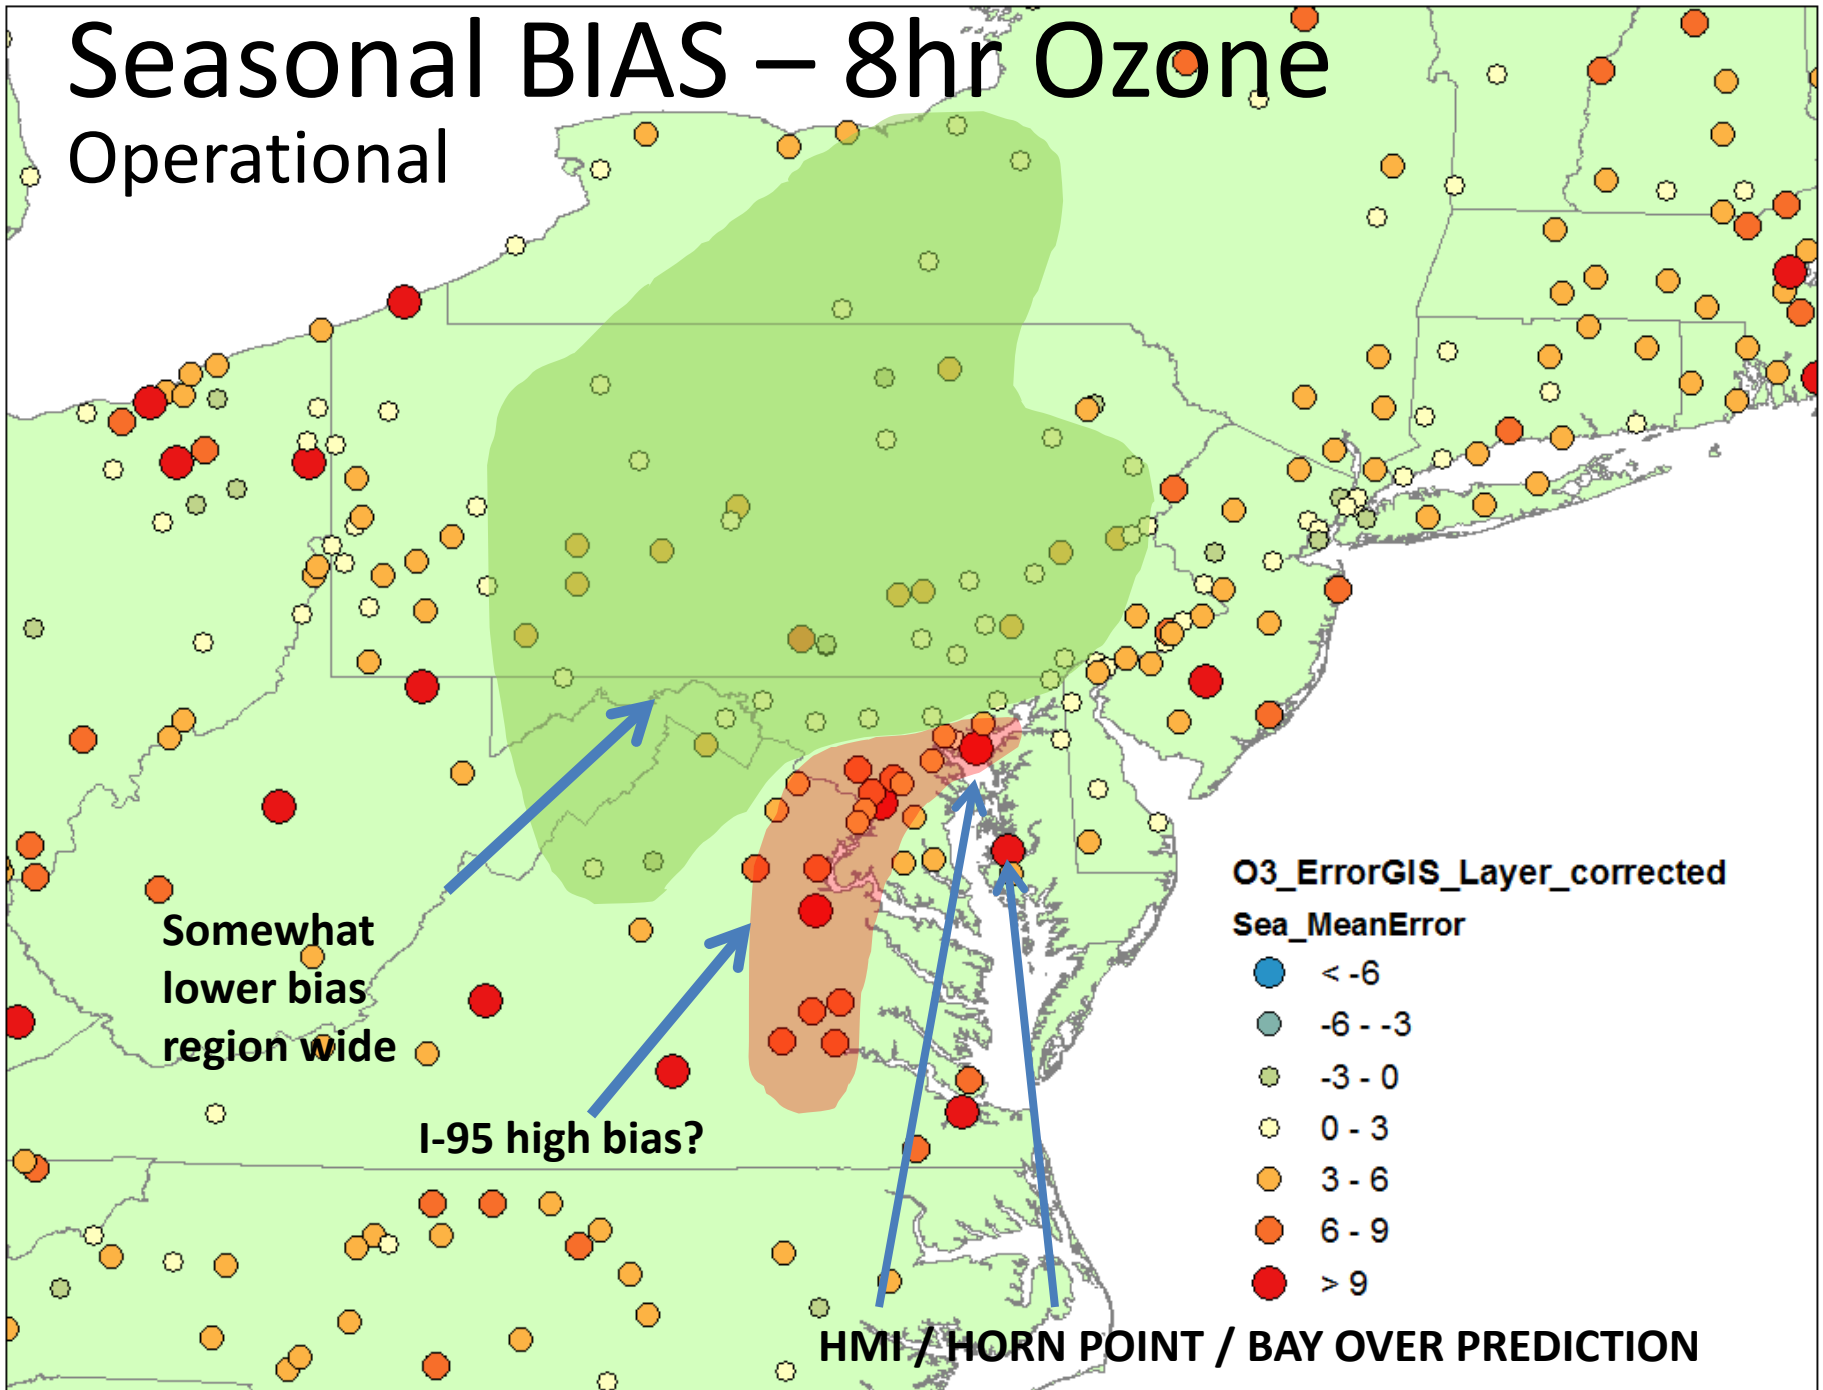 Seasonal BIAS – 8hr Ozone
Operational
Somewhat
lower bias
region wide
I-95 high bias?
O3_ErrorGIS_Layer_corrected
Sea_MeanError
< -6
-6 - -3
-3 - 0
0 - 3
3 - 6
6 - 9
> 9
HMI / HORN POINT / BAY OVER PREDICTION